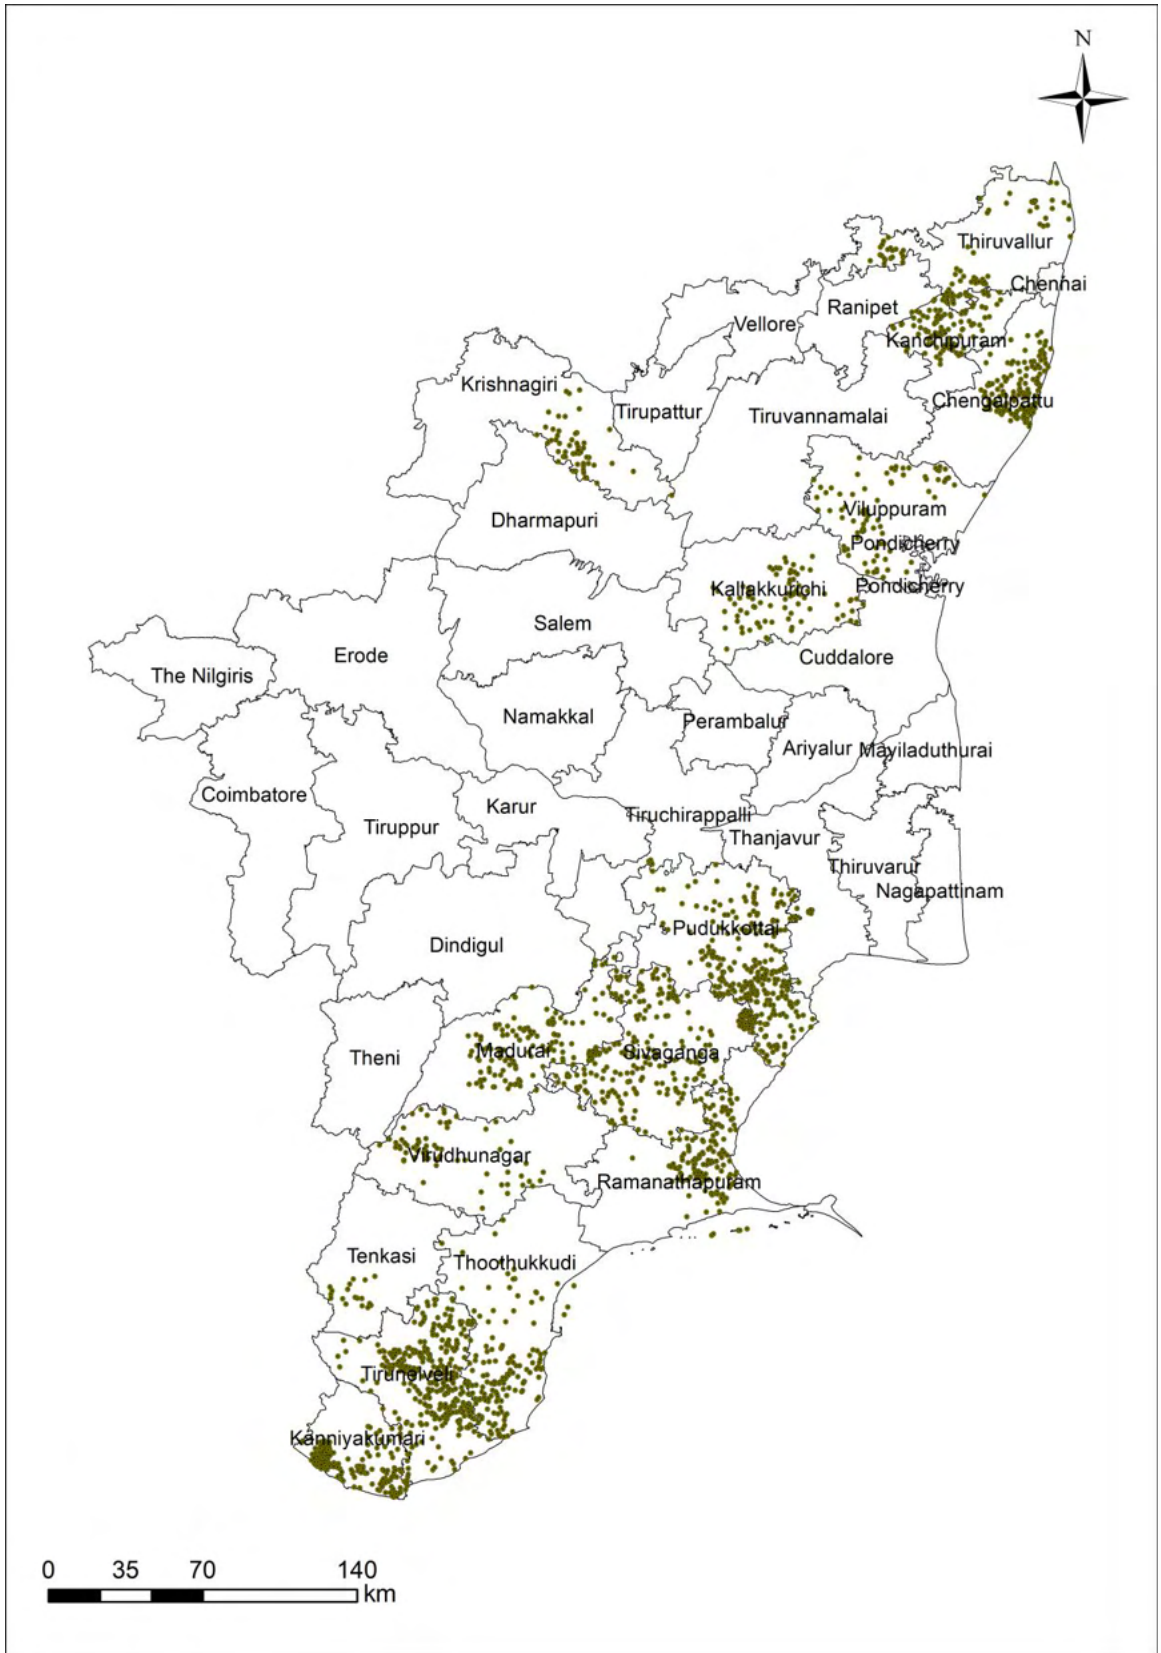 N
Thiruvallur
Chennai
Ranipet
Vellore
Kanchipuram
Krishnagiri
Chengalpattu
Tirupattur
Tiruvannamalai
Viluppuram
Dharmapuri
Pondicherry
Pondicherry
Kallakkurichi
Salem
Erode
Cuddalore
The Nilgiris
Namakkal
Perambalur
Ariyalur
Mayiladuthurai
Coimbatore
Karur
Tiruchirappalli
Tiruppur
Thanjavur
Thiruvarur
Nagapattinam
Pudukkottai
Dindigul
Madurai
Sivaganga
Theni
Virudhunagar
Ramanathapuram
Tenkasi
Thoothukkudi
Tirunelveli
Kanniyakumari
0 35 70 140
km